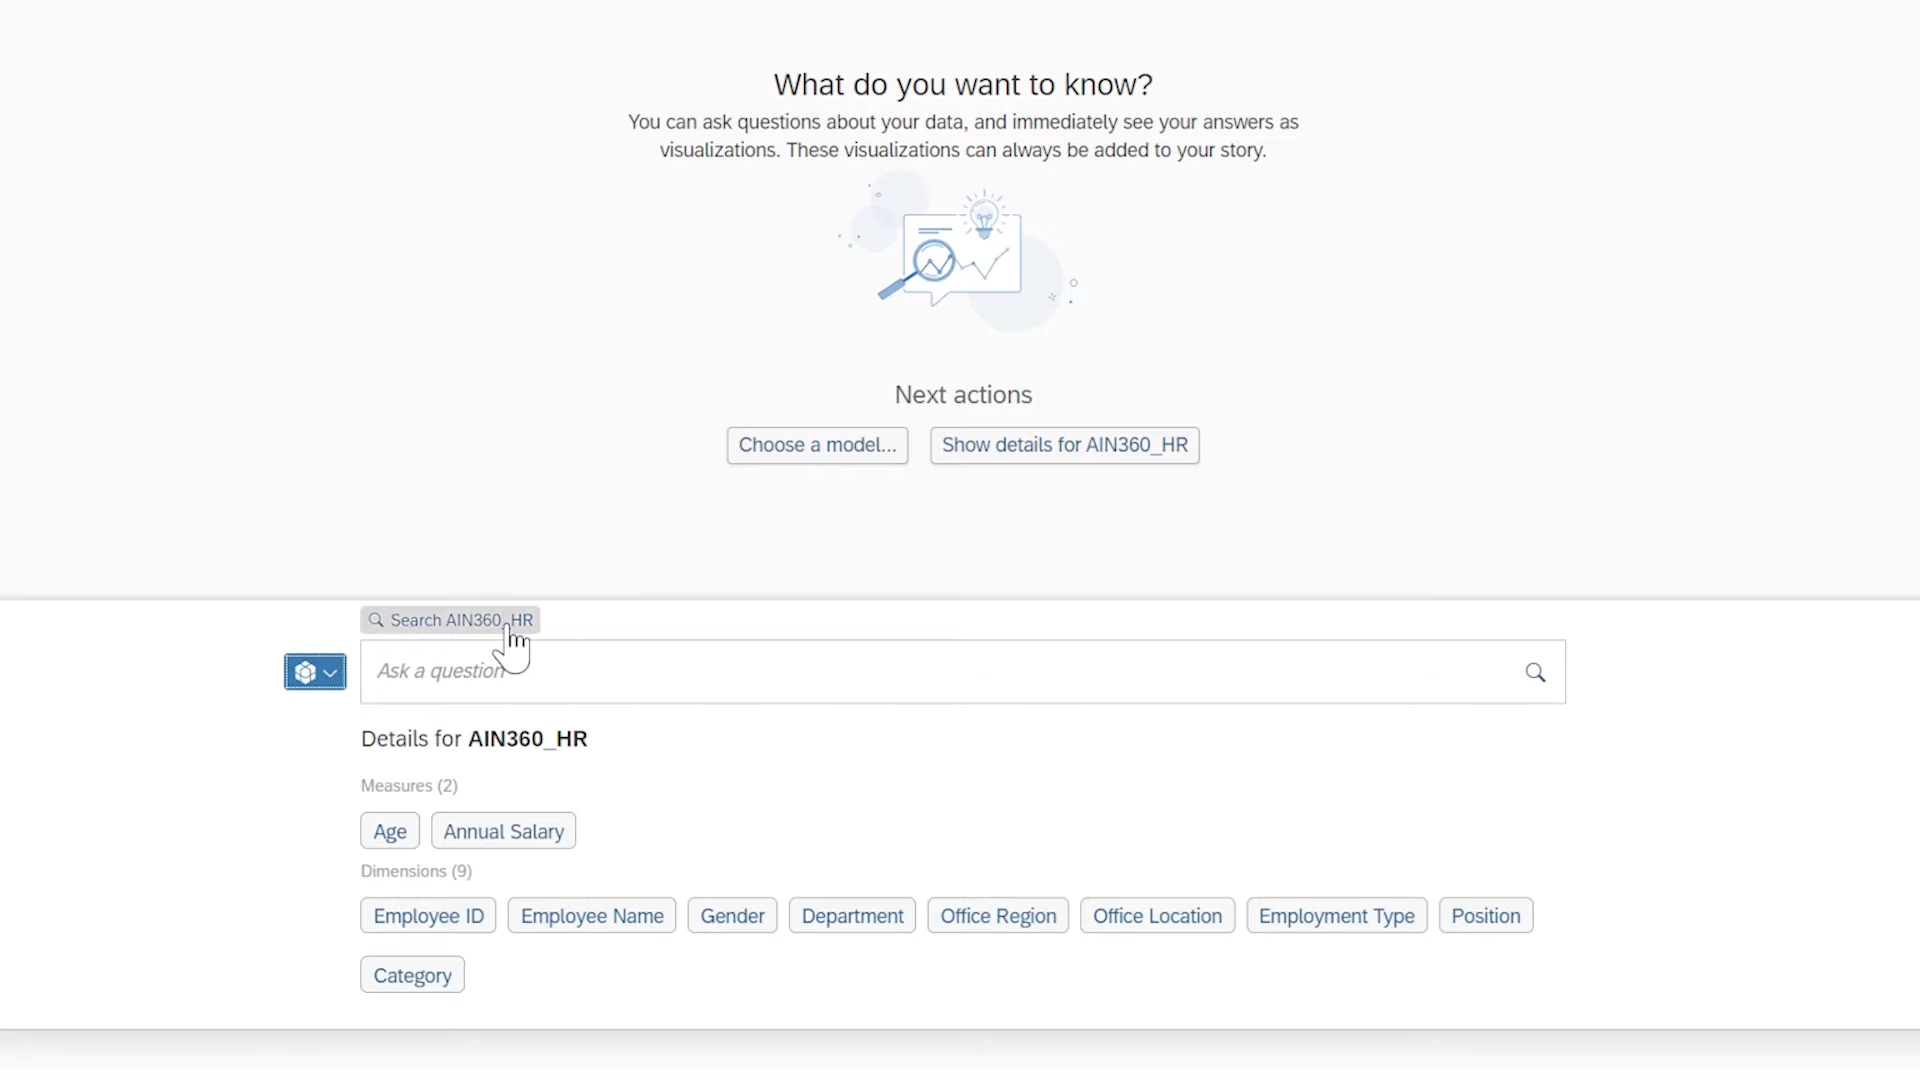 What do you want to know?
You can ask questions about your data, and immediately see your answers as
visualizations. These visualizations can always be added to your story.
Next actions
Choose a model... Show details for AIN360_HR
Search AIN360_HR
Ask a question
Details for AIN360_HR
Measures (2)
Age Annual Salary
Dimensions (9)
Employee ID Employee Name Gender Department Office Region Office Location Employment Type Position
Category